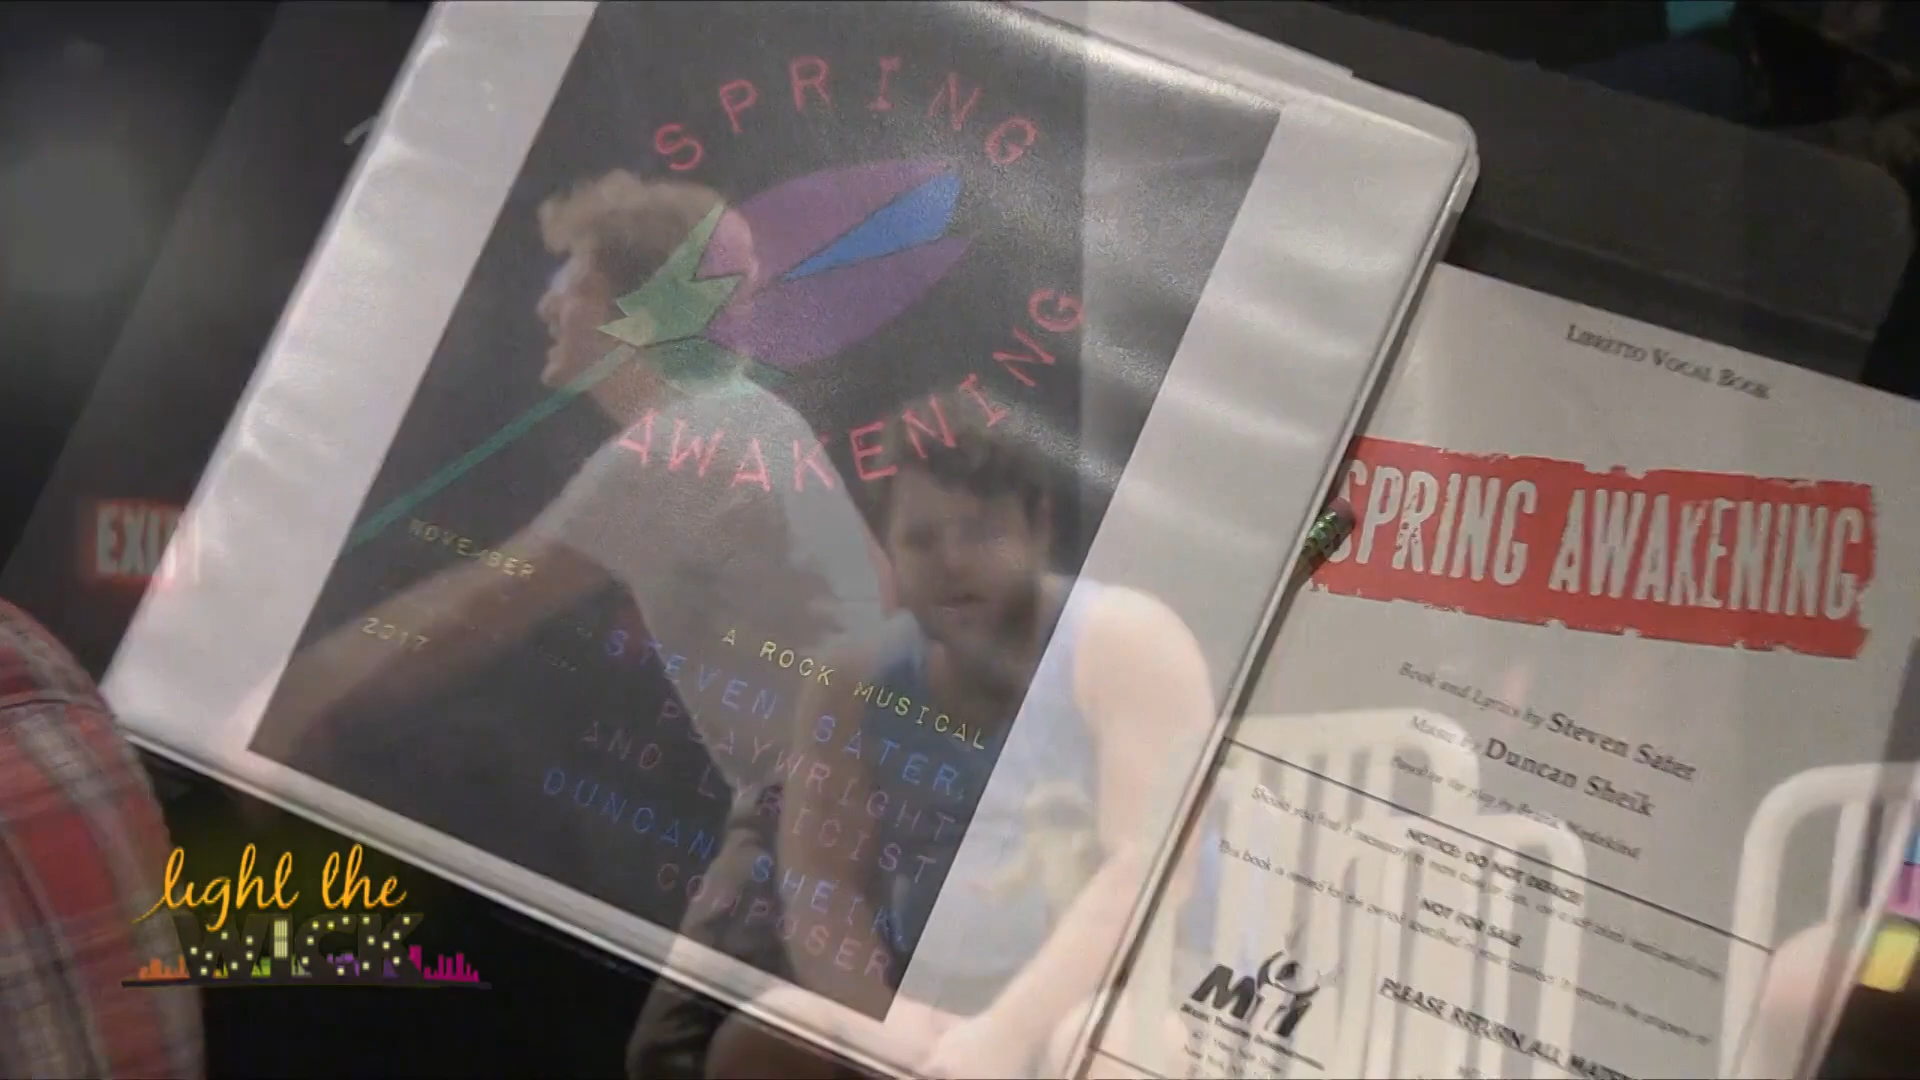 SPRING
AWAKENING
NOVEMBER
2017
A ROCK MUSICAL
STEVEN SATER,
PLAYWRIGHT
AND LYRICIST
DUNCAN SHEIK,
COMPOSER
EXIT
LIBRETTO VOCAL BOOK
SPRING AWAKENING
Book and Lyrics by Steven Sater
Music by Duncan Sheik
NOTICE: DO NOT DEFACE!
NOT FOR SALE
PLEASE RETURN ALL
MTI
light the
WICK